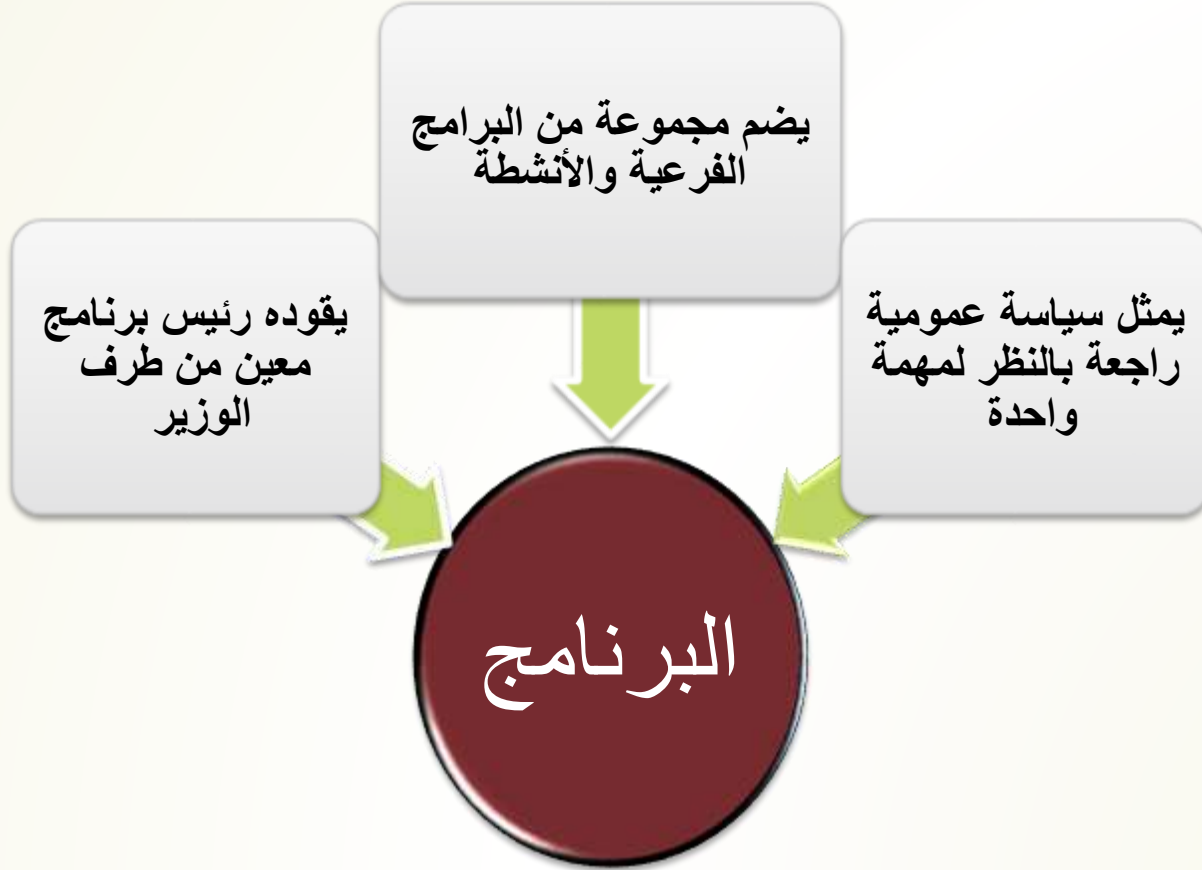 يضم مجموعة من البرامج
الفرعية والأنشطة
يمثل سياسة عمومية
راجعة بالنظر لمهمة
واحدة
يقوده رئيس برنامج
معين من طرف
الوزير
البرنامج